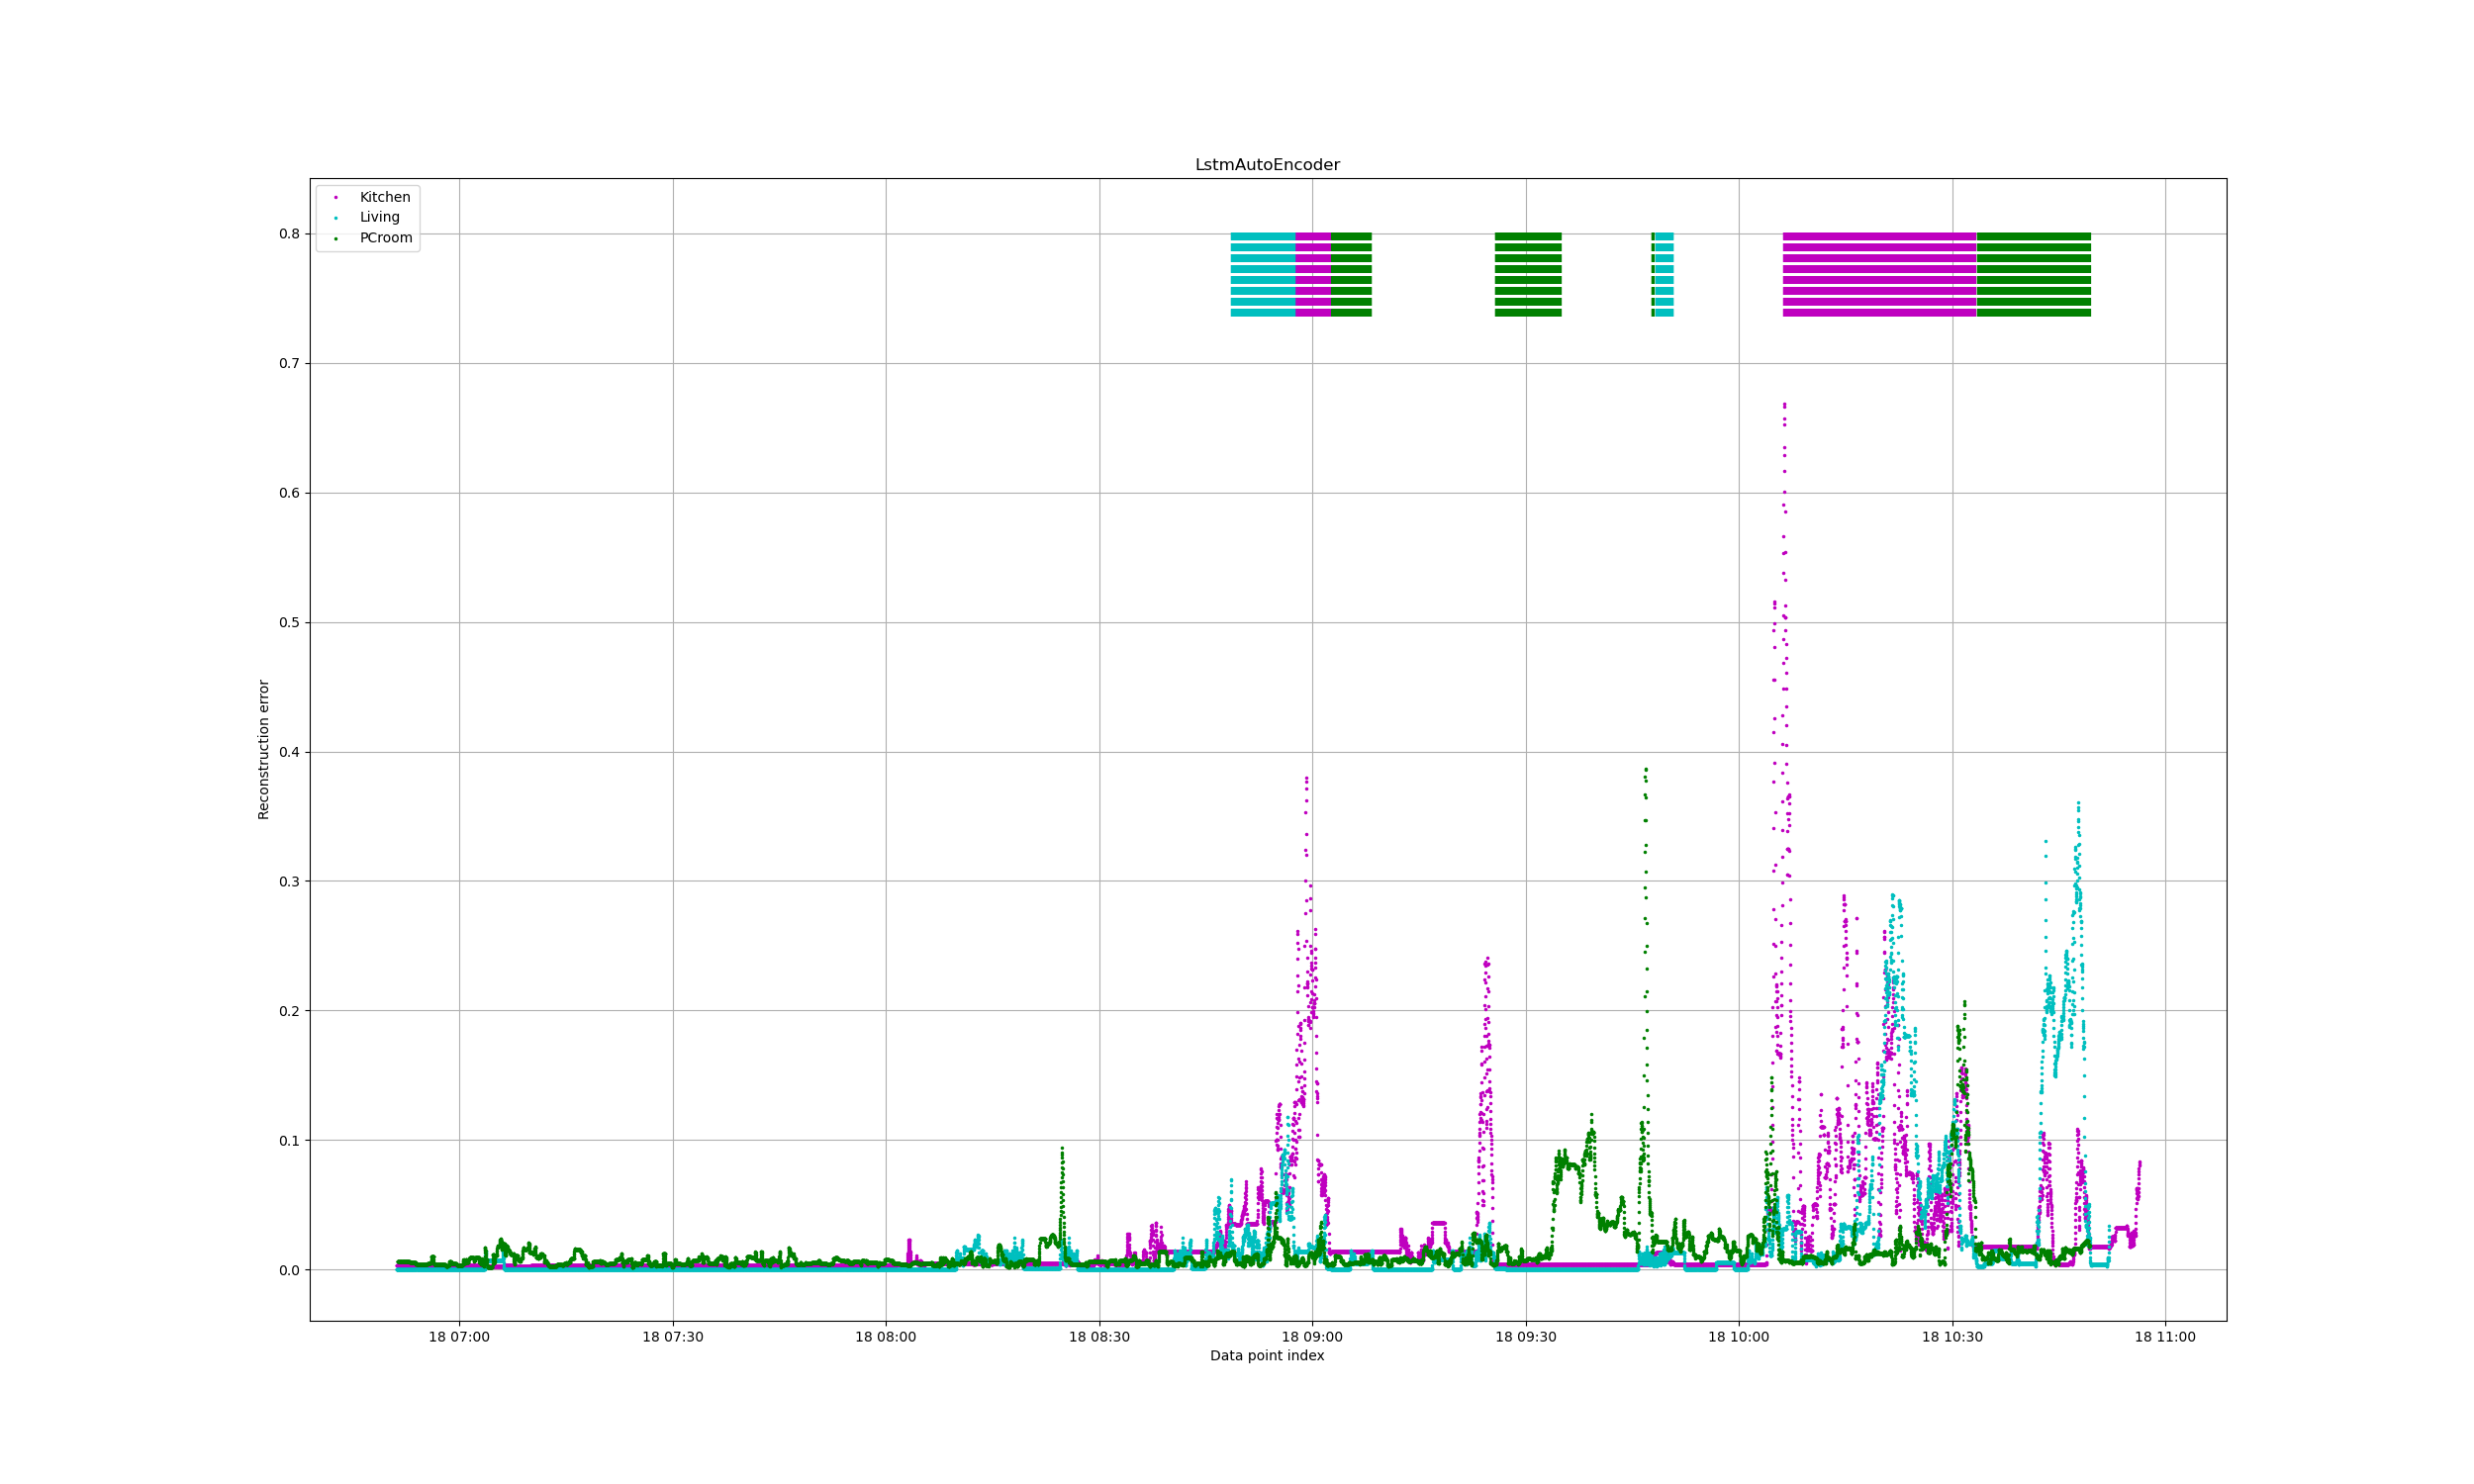 LstmAutoEncoder
Kitchen
Living
PCroom
0.8
0.7
0.6
0.5
0.4
0.3
0.2
0.1
0.0
Reconstruction error
18 07:00 18 07:30 18 08:00 18 08:30 18 09:00 18 09:30 18 10:00 18 10:30 18 11:00
Data point index